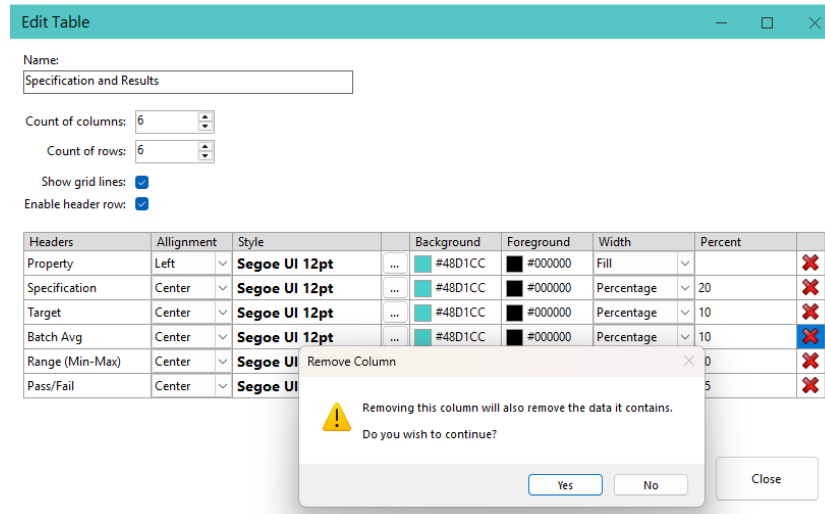 Edit Table
Name:
Specification and Results
Count of columns: 6
Count of rows: 6
Show grid lines:
Enable header row:
Headers Allignment Style Background Foreground Width Percent
Property Left Segoe UI 12pt ... #48D1CC #000000 Fill
Specification Center Segoe UI 12pt ... #48D1CC #000000 Percentage 20
Target Center Segoe UI 12pt ... #48D1CC #000000 Percentage 10
Batch Avg Center Segoe UI 12pt ... #48D1CC #000000 Percentage 10
Range (Min-Max) Center Segoe UI
Pass/Fail Center Segoe UI
Remove Column
Removing this column will also remove the data it contains.
Do you wish to continue?
Yes No
Close